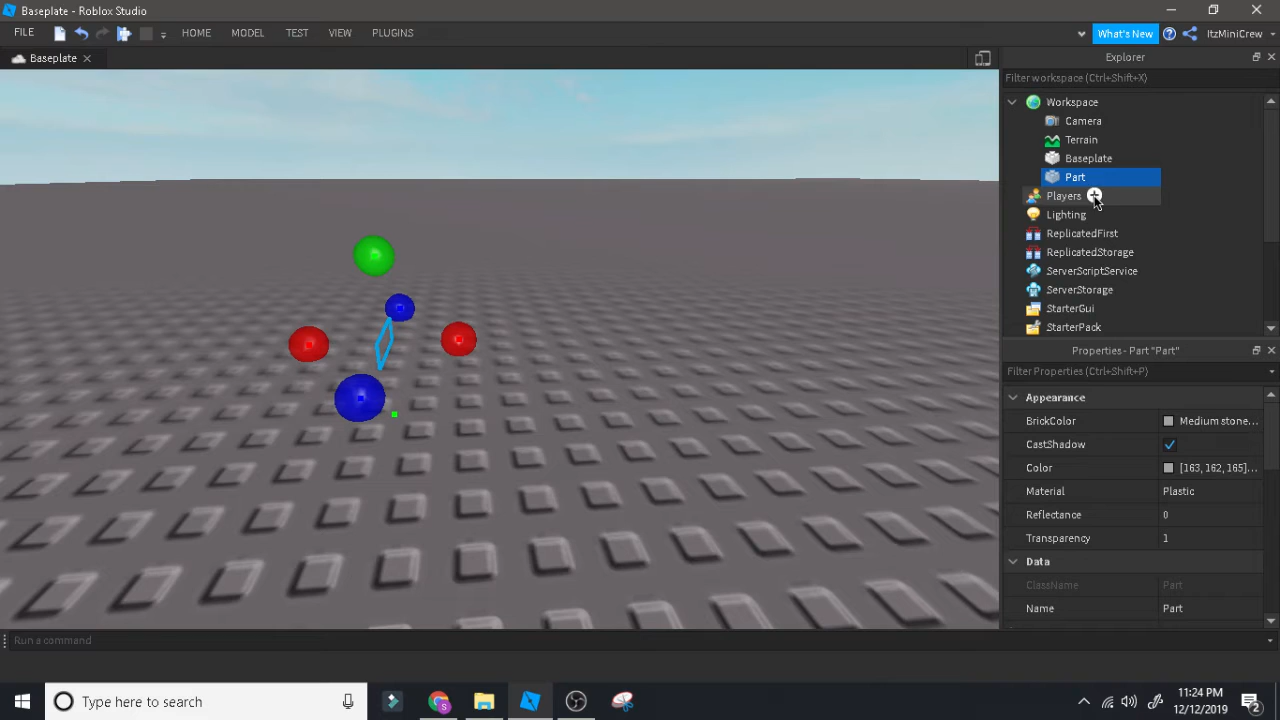 Baseplate - Roblox Studio
FILE HOME MODEL TEST VIEW PLUGINS What's New ItzMiniCrew
Baseplate
Explorer
Filter workspace (Ctrl+Shift+X)
Workspace
Camera
Terrain
Baseplate
Part
Players
Lighting
ReplicatedFirst
ReplicatedStorage
ServerScriptService
ServerStorage
StarterGui
StarterPack
Properties - Part "Part"
Filter Properties (Ctrl+Shift+P)
Appearance
BrickColor Medium stone...
CastShadow
Color [163, 162, 165]...
Material Plastic
Reflectance 0
Transparency 1
Data
ClassName Part
Name Part
Run a command
Type here to search
11:24 PM
12/12/2019
2